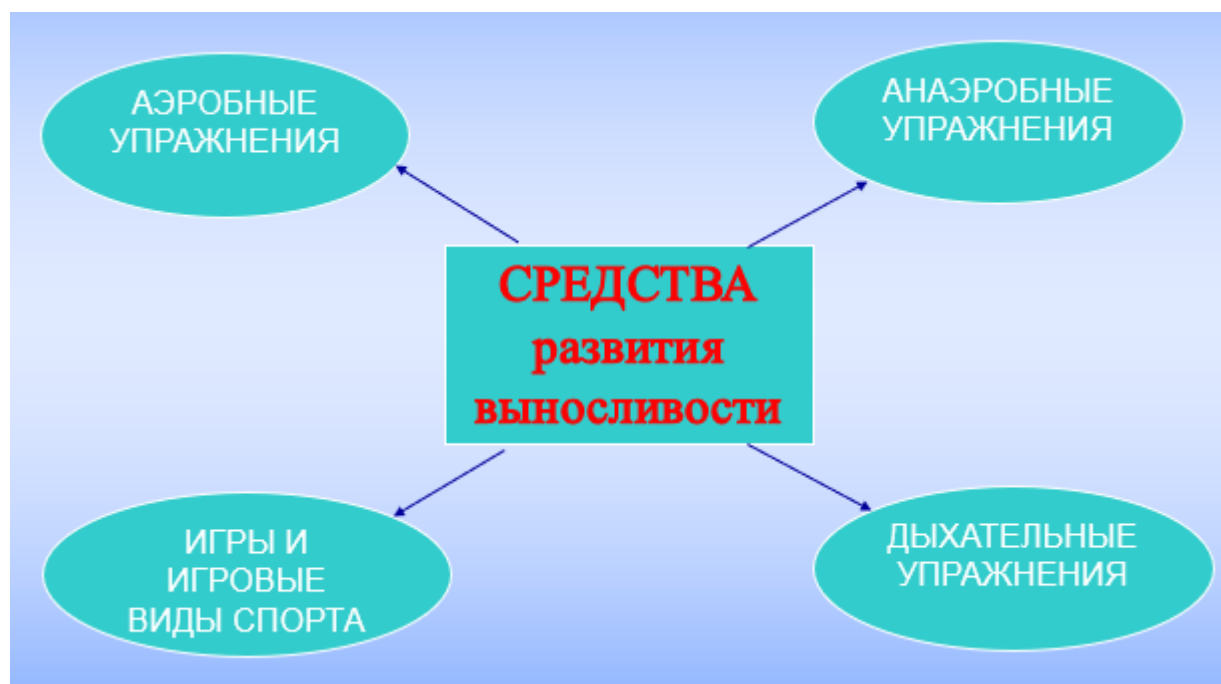 АЭРОБНЫЕ
УПРАЖНЕНИЯ
АНАЭРОБНЫЕ
УПРАЖНЕНИЯ
СРЕДСТВА
развития
выносливости
ИГРЫ И
ИГРОВЫЕ
ВИДЫ СПОРТА
ДЫХАТЕЛЬНЫЕ
УПРАЖНЕНИЯ